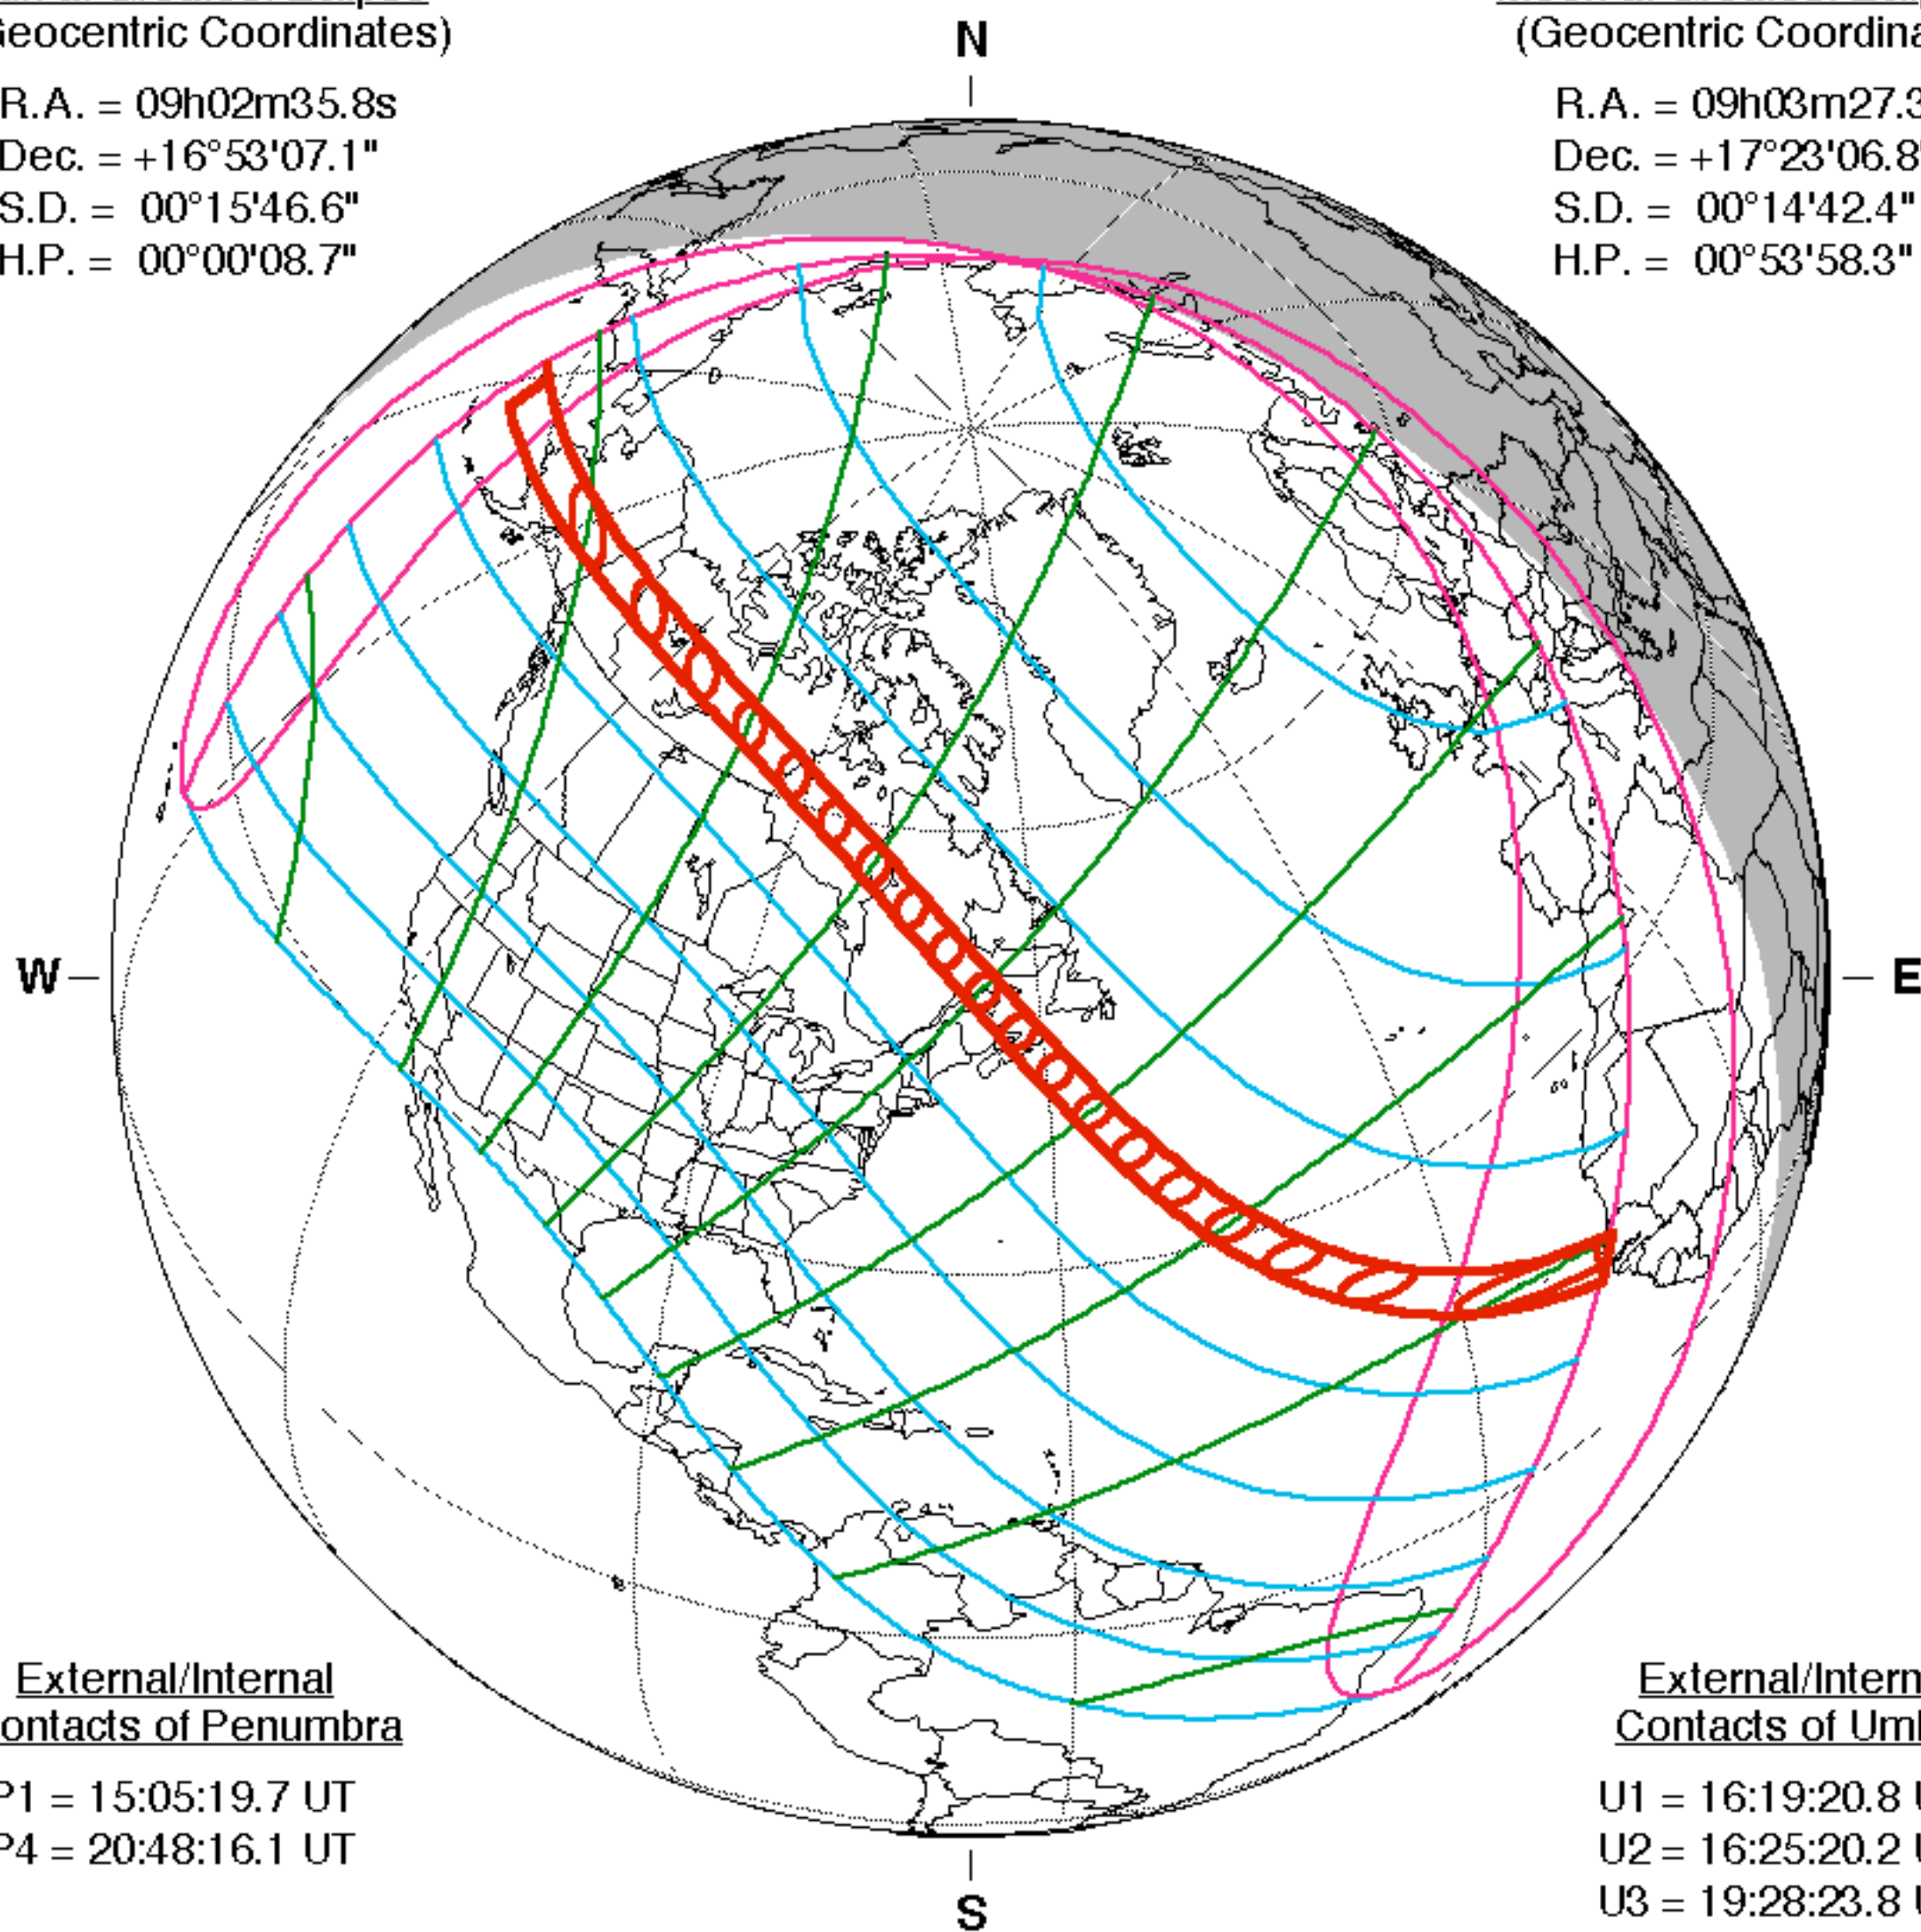 (Geocentric Coordinates)
R.A. = 09h02m35.8s
Dec. = +16°53'07.1"
S.D. = 00°15'46.6"
H.P. = 00°00'08.7"
N
(Geocentric Coordina
R.A. = 09h03m27.3
Dec. = +17°23'06.8"
S.D. = 00°14'42.4"
H.P. = 00°53'58.3"
W
E
External/Internal
ontacts of Penumbra
P1 = 15:05:19.7 UT
P4 = 20:48:16.1 UT
S
External/Intern
Contacts of Um
U1 = 16:19:20.8 U
U2 = 16:25:20.2 U
U3 = 19:28:23.8 U